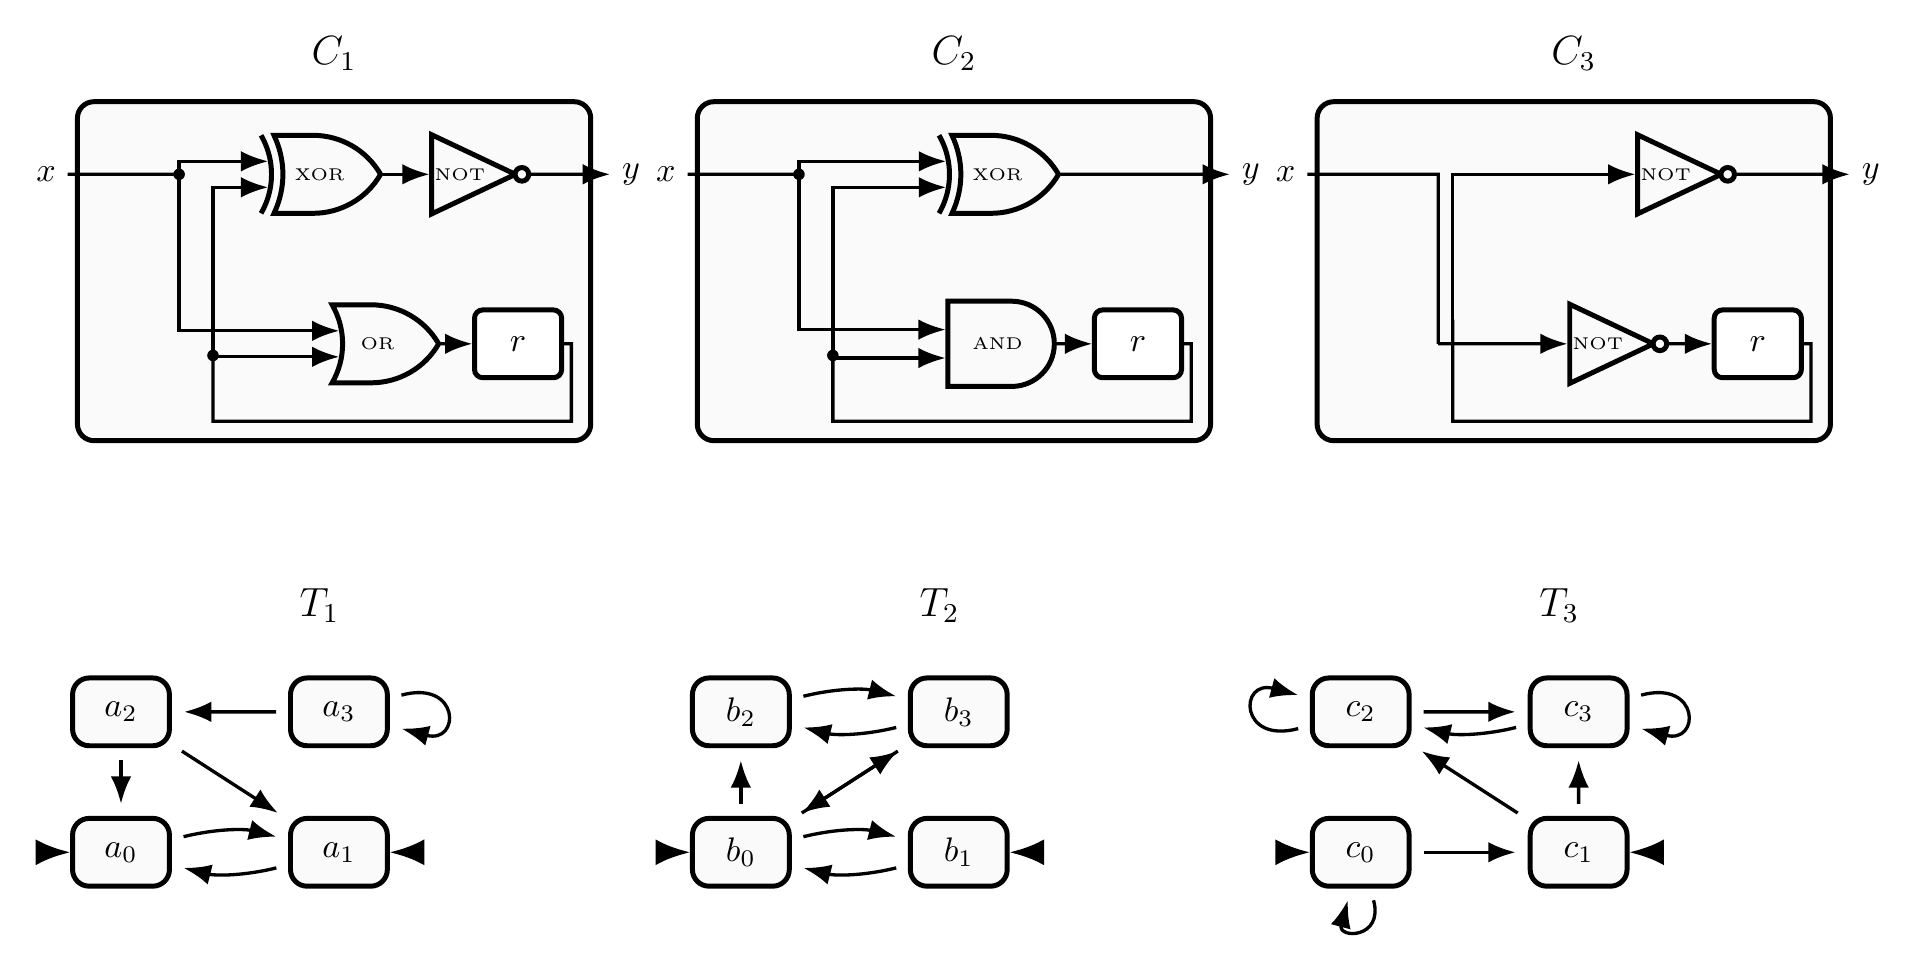 C₁ C₂ C₃
x XOR NOT y x XOR y x NOT y
OR r AND r NOT r
T₁ T₂ T₃
a₂ a₃ b₂ b₃ c₂ c₃
a₀ a₁ b₀ b₁ c₀ c₁